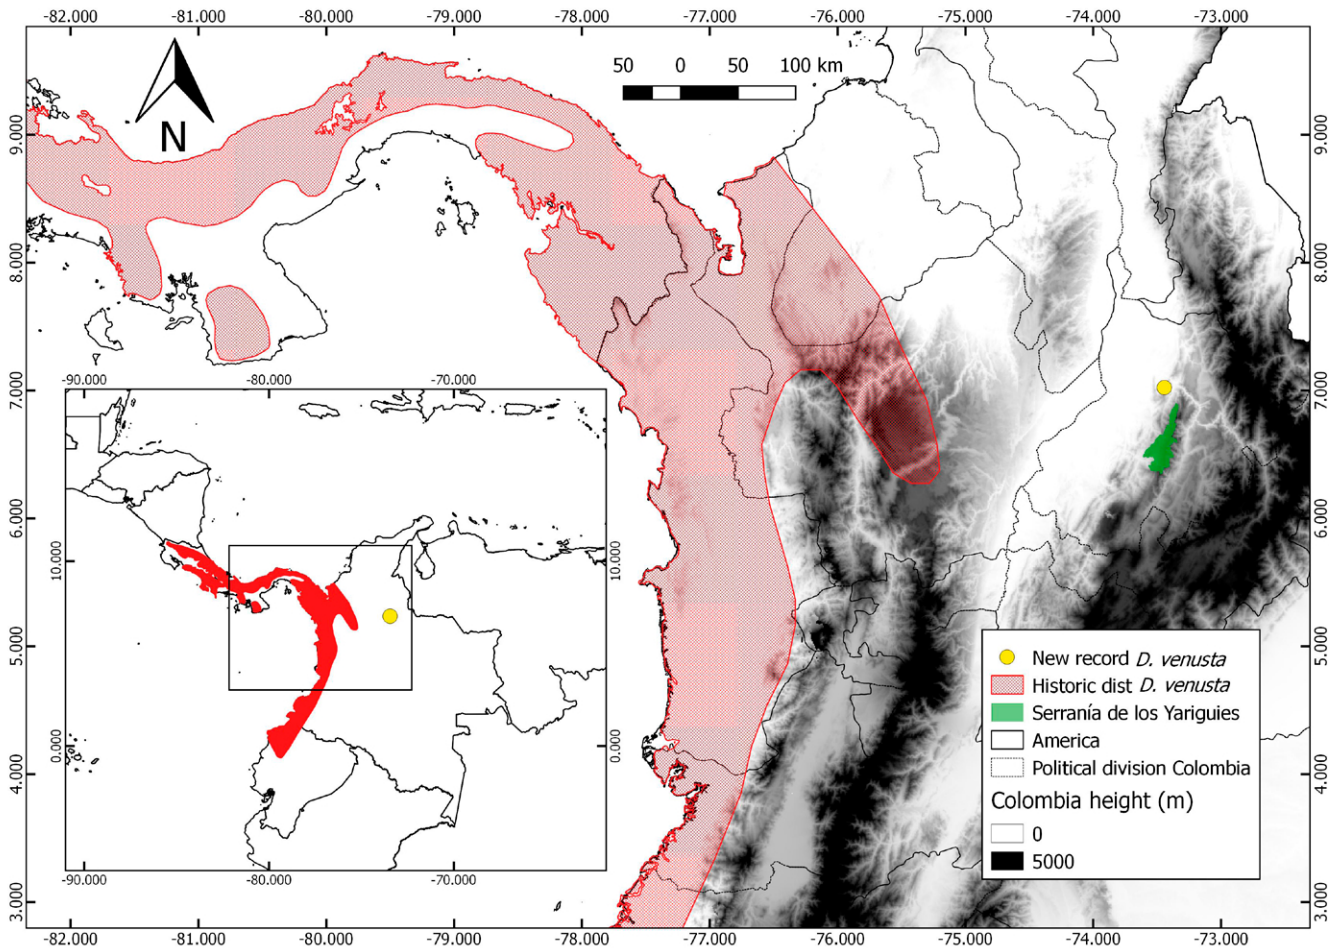 -82.000 -81.000 -80.000 -79.000 -78.000 -77.000 -76.000 -75.000 -74.000 -73.000
50 0 50 100 km
N
9.000 9.000
8.000 8.000
7.000 7.000
-90.000 -80.000 -70.000
6.000 6.000
10.000 10.000
5.000 5.000
New record D. venusta
Historic dist D. venusta
Serranía de los Yariguies
0.000 0.000
America
4.000 4.000
Political division Colombia
Colombia height (m)
0
5000
-90.000 -80.000 -70.000
3.000 3.000
-82.000 -81.000 -80.000 -79.000 -78.000 -77.000 -76.000 -75.000 -74.000 -73.000